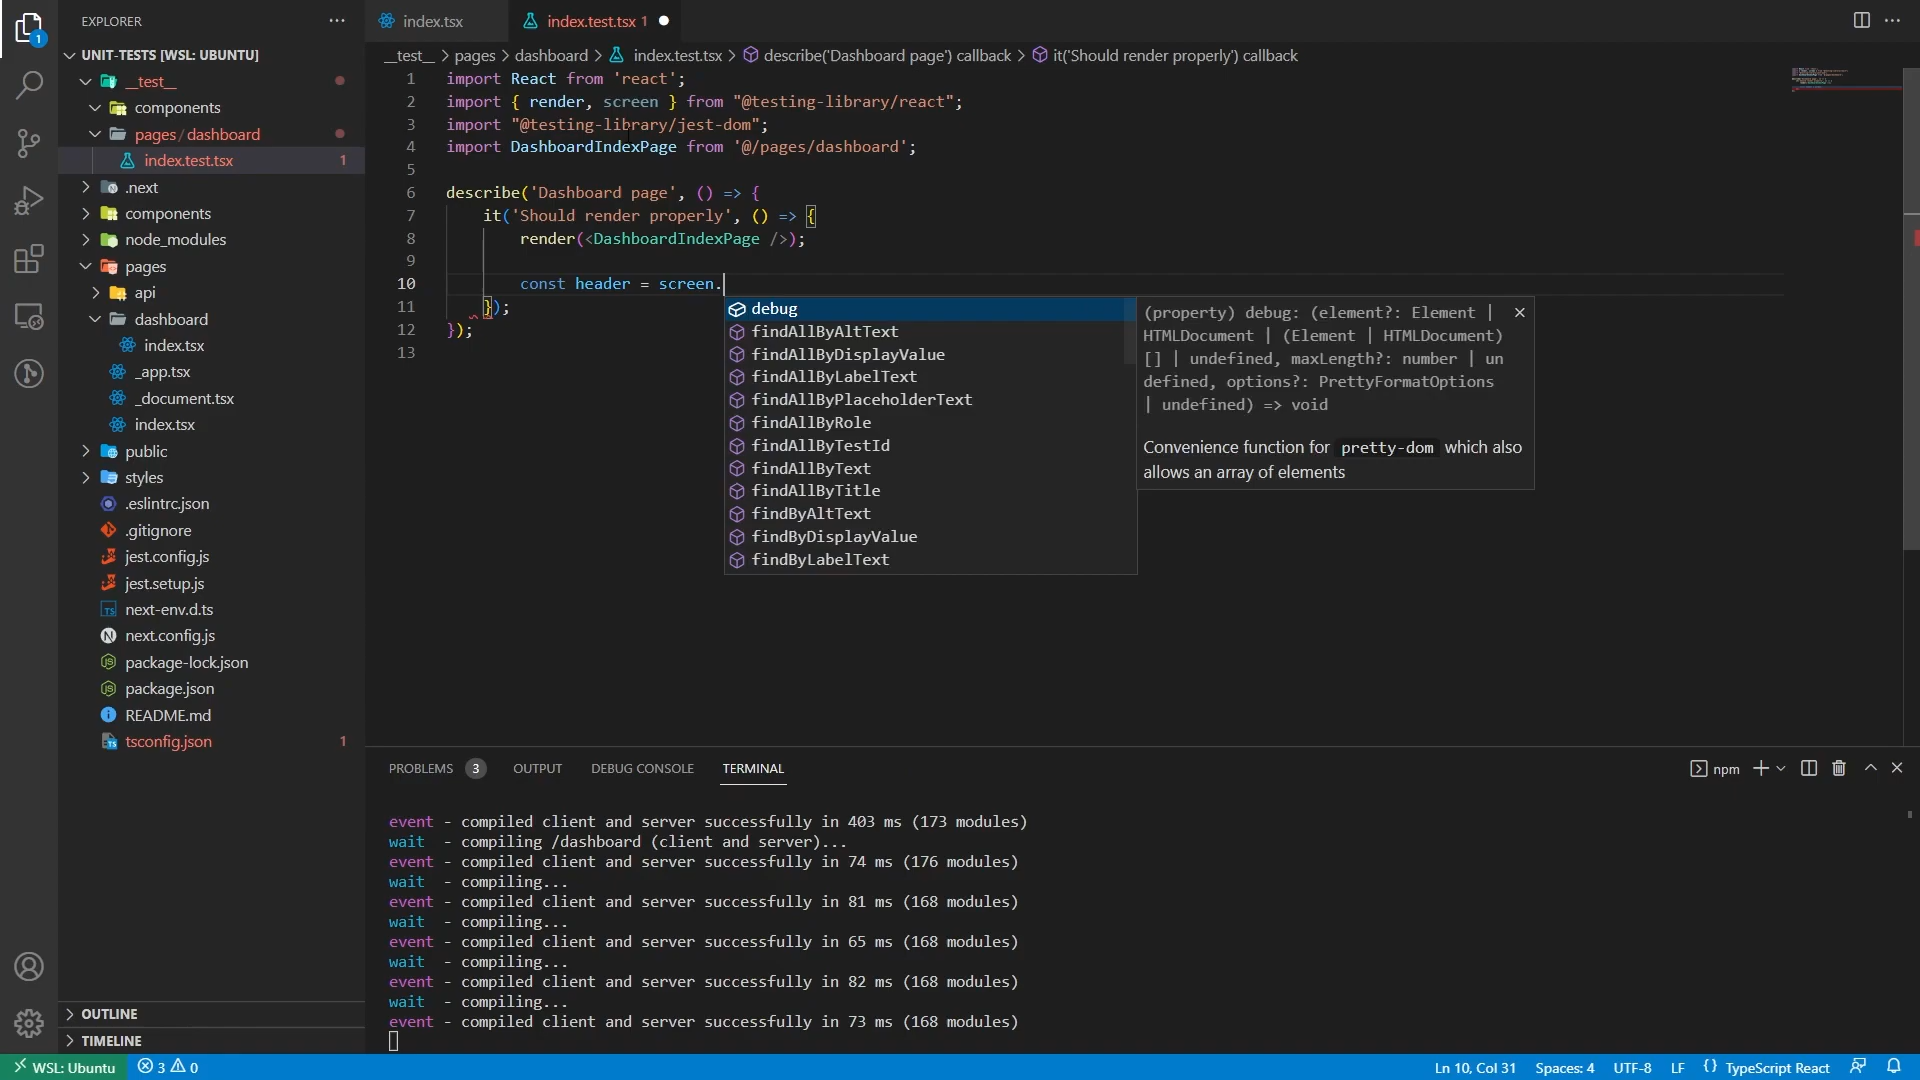 EXPLORER
UNIT-TESTS [WSL: UBUNTU]
__test__
components
pages / dashboard
index.test.tsx 1
.next
components
node_modules
pages
api
dashboard
index.tsx
_app.tsx
_document.tsx
index.tsx
public
styles
.eslintrc.json
.gitignore
jest.config.js
jest.setup.js
next-env.d.ts
next.config.js
package-lock.json
package.json
README.md
tsconfig.json 1
OUTLINE
TIMELINE
index.tsx
index.test.tsx 1
__test__ > pages > dashboard > index.test.tsx > describe('Dashboard page') callback > it('Should render properly') callback
1 import React from 'react';
2 import { render, screen } from "@testing-library/react";
3 import "@testing-library/jest-dom";
4 import DashboardIndexPage from '@/pages/dashboard';
5
6 describe('Dashboard page', () => {
7 it('Should render properly', () => {
8 render(<DashboardIndexPage />);
9
10 const header = screen.
11 });
12 });
13
debug
findAllByAltText
findAllByDisplayValue
findAllByLabelText
findAllByPlaceholderText
findAllByRole
findAllByTestId
findAllByText
findAllByTitle
findByAltText
findByDisplayValue
findByLabelText
(property) debug: (element?: Element |
HTMLDocument | (Element | HTMLDocument)
[] | undefined, maxLength?: number | un
defined, options?: PrettyFormatOptions
| undefined) => void
Convenience function for pretty-dom which also
allows an array of elements
PROBLEMS 3 OUTPUT DEBUG CONSOLE TERMINAL
npm
event - compiled client and server successfully in 403 ms (173 modules)
wait - compiling /dashboard (client and server)...
event - compiled client and server successfully in 74 ms (176 modules)
wait - compiling...
event - compiled client and server successfully in 81 ms (168 modules)
wait - compiling...
event - compiled client and server successfully in 65 ms (168 modules)
wait - compiling...
event - compiled client and server successfully in 82 ms (168 modules)
wait - compiling...
event - compiled client and server successfully in 73 ms (168 modules)
WSL: Ubuntu 3 0 Ln 10, Col 31 Spaces: 4 UTF-8 LF {} TypeScript React